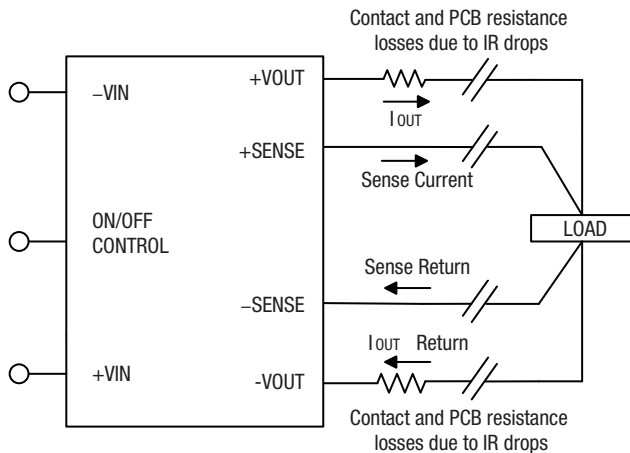 Contact and PCB resistance
losses due to IR drops
+VOUT
–VIN
IOUT
+SENSE
Sense Current
ON/OFF
CONTROL
LOAD
Sense Return
–SENSE
IOUT Return
+VIN
-VOUT
Contact and PCB resistance
losses due to IR drops